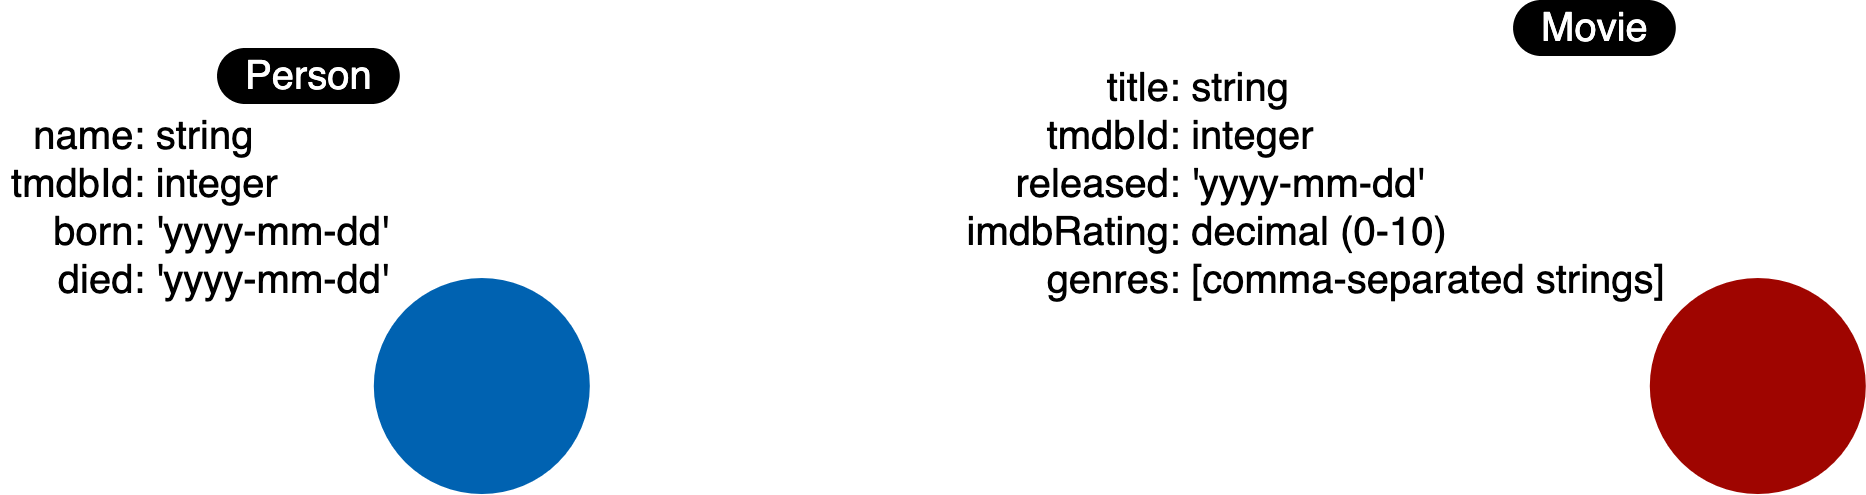 Person
name: string
tmdbId: integer
born: 'yyyy-mm-dd'
died: 'yyyy-mm-dd'
Movie
title: string
tmdbId: integer
released: 'yyyy-mm-dd'
imdbRating: decimal (0-10)
genres: [comma-separated strings]